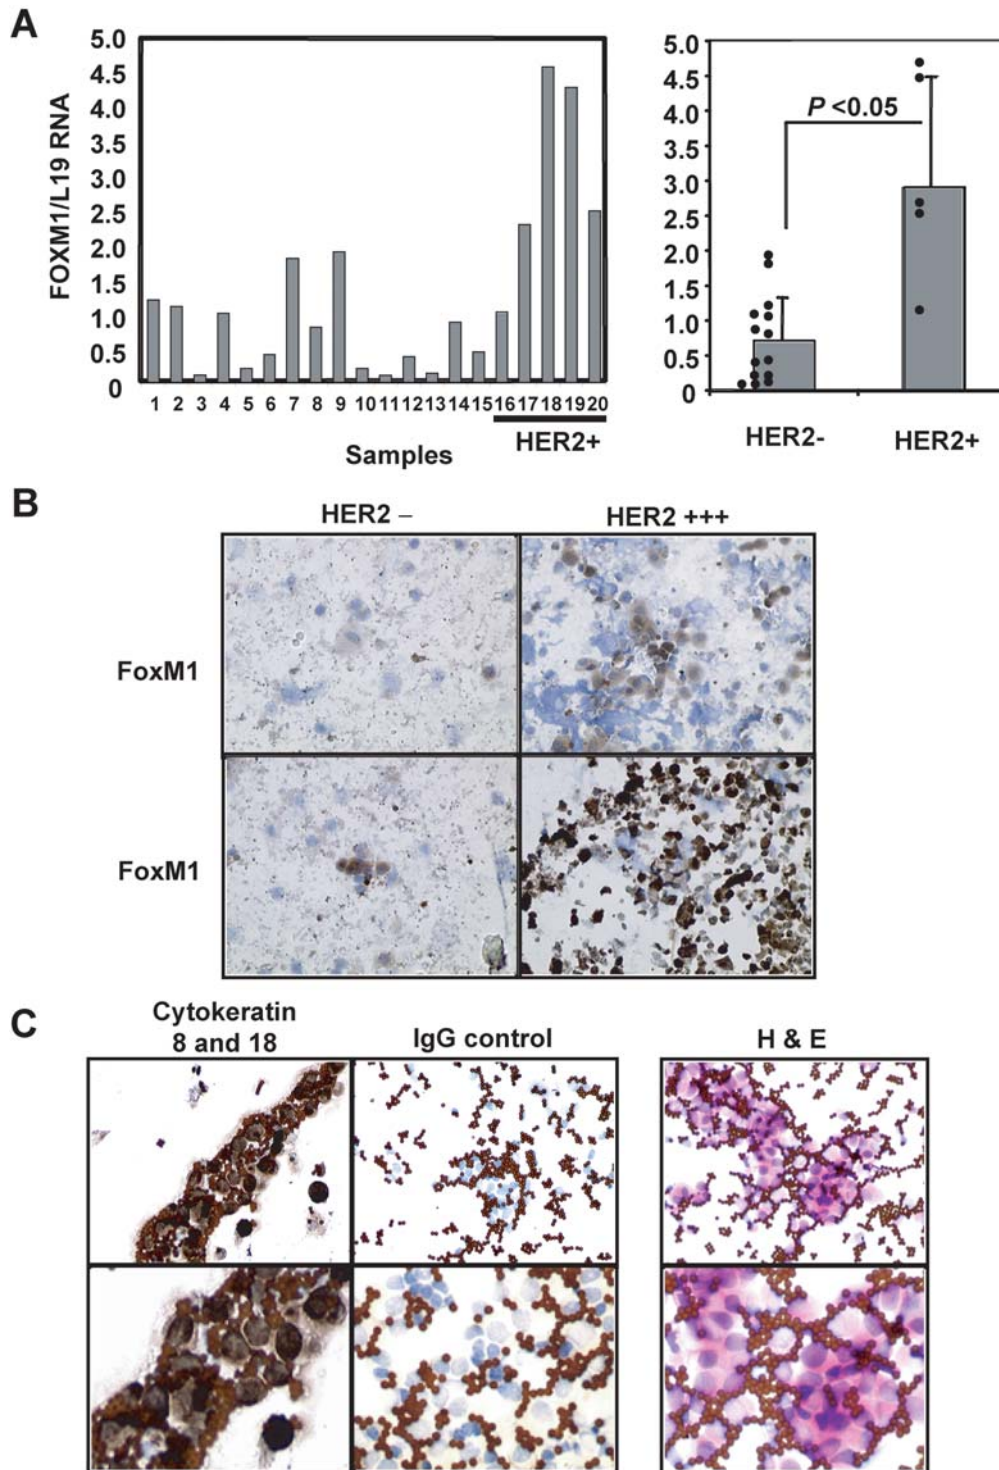 A
FOXM1/L19 RNA
5.0
4.5
4.0
3.5
3.0
2.5
2.0
1.5
1.0
0.5
0
1 2 3 4 5 6 7 8 9 10 11 12 13 14 15 16 17 18 19 20
HER2+
Samples
5.0
4.5
4.0
3.5
3.0
2.5
2.0
1.5
1.0
0.5
0
P <0.05
HER2- HER2+
B
HER2 – HER2 +++
FoxM1
FoxM1
C
Cytokeratin
8 and 18
IgG control
H & E